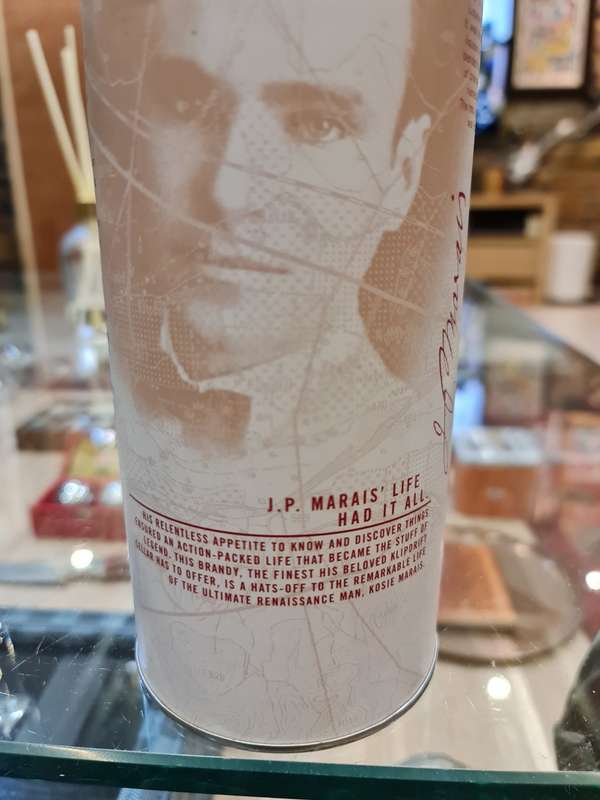 J.P. MARAIS' LIFE
HAD IT ALL.
HIS RELENTLESS APPETITE TO KNOW AND DISCOVER THINGS
ENSURED AN ACTION-PACKED LIFE THAT BECAME THE STUFF OF
LEGEND. THIS BRANDY, THE FINEST HIS BELOVED KLIPDRIFT
CELLAR HAS TO OFFER, IS A HATS-OFF TO THE REMARKABLE LIFE
OF THE ULTIMATE RENAISSANCE MAN, KOSIE MARAIS.